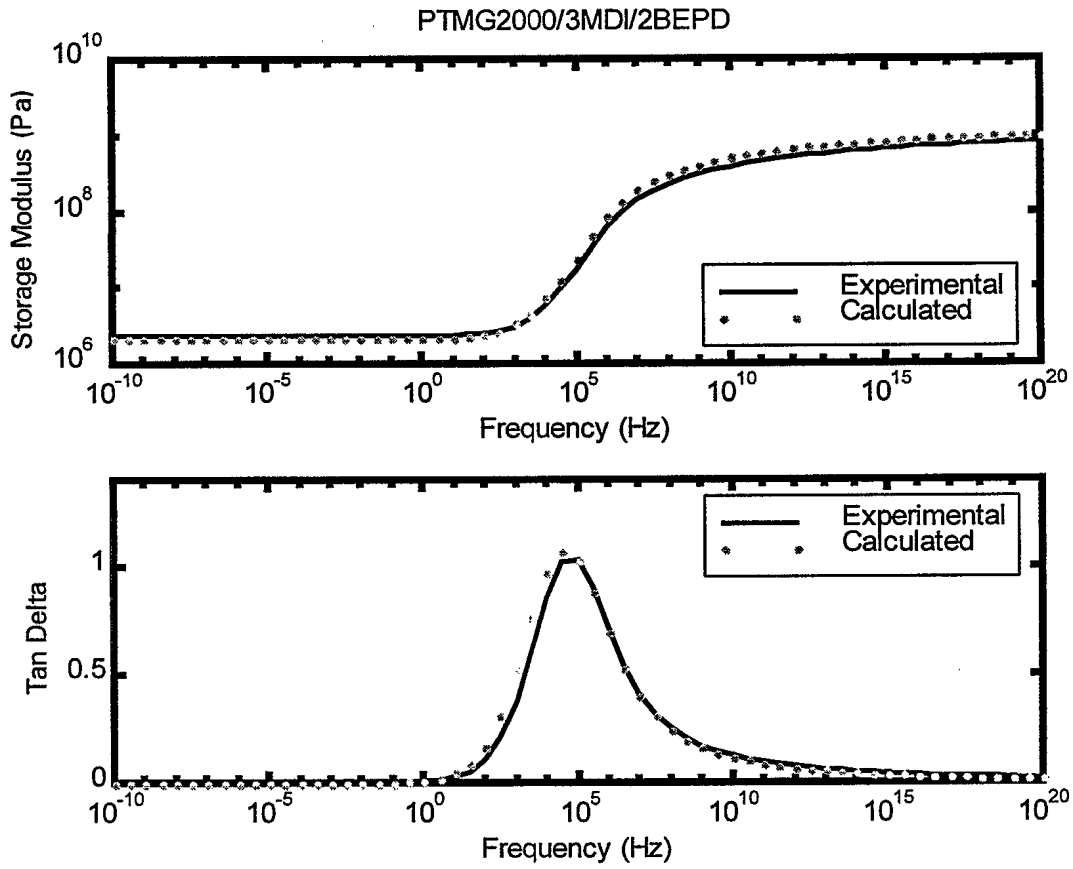 PTMG2000/3MDI/2BEPD
10^10
10^8
10^6
Storage Modulus (Pa)
Experimental
Calculated
10^-10 10^-5 10^0 10^5 10^10 10^15 10^20
Frequency (Hz)
1
0.5
0
Tan Delta
Experimental
Calculated
10^-10 10^-5 10^0 10^5 10^10 10^15 10^20
Frequency (Hz)